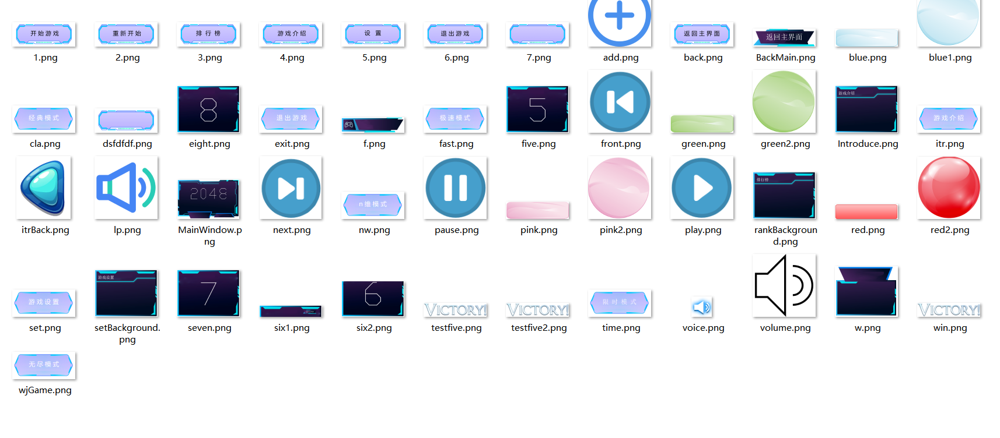 开始游戏
重新开始
排行榜
游戏介绍
设置
退出游戏
返回主界面
返回主界面
1.png
2.png
3.png
4.png
5.png
6.png
7.png
add.png
back.png
BackMain.png
blue.png
blue1.png
经典模式
8
退出游戏
极速模式
5
游戏介绍
游戏介绍
cla.png
dsfdfdf.png
eight.png
exit.png
f.png
fast.png
five.png
front.png
green.png
green2.png
Introduce.png
itr.png
2048
n维模式
排行榜
itrBack.png
lp.png
MainWindow.p
ng
next.png
nw.png
pause.png
pink.png
pink2.png
play.png
rankBackgroun
d.png
red.png
red2.png
游戏设置
游戏设置
7
6
VICTORY!
VICTORY!
限时模式
VICTORY!
set.png
setBackground.
png
seven.png
six1.png
six2.png
testfive.png
testfive2.png
time.png
voice.png
volume.png
w.png
win.png
无尽模式
wjGame.png